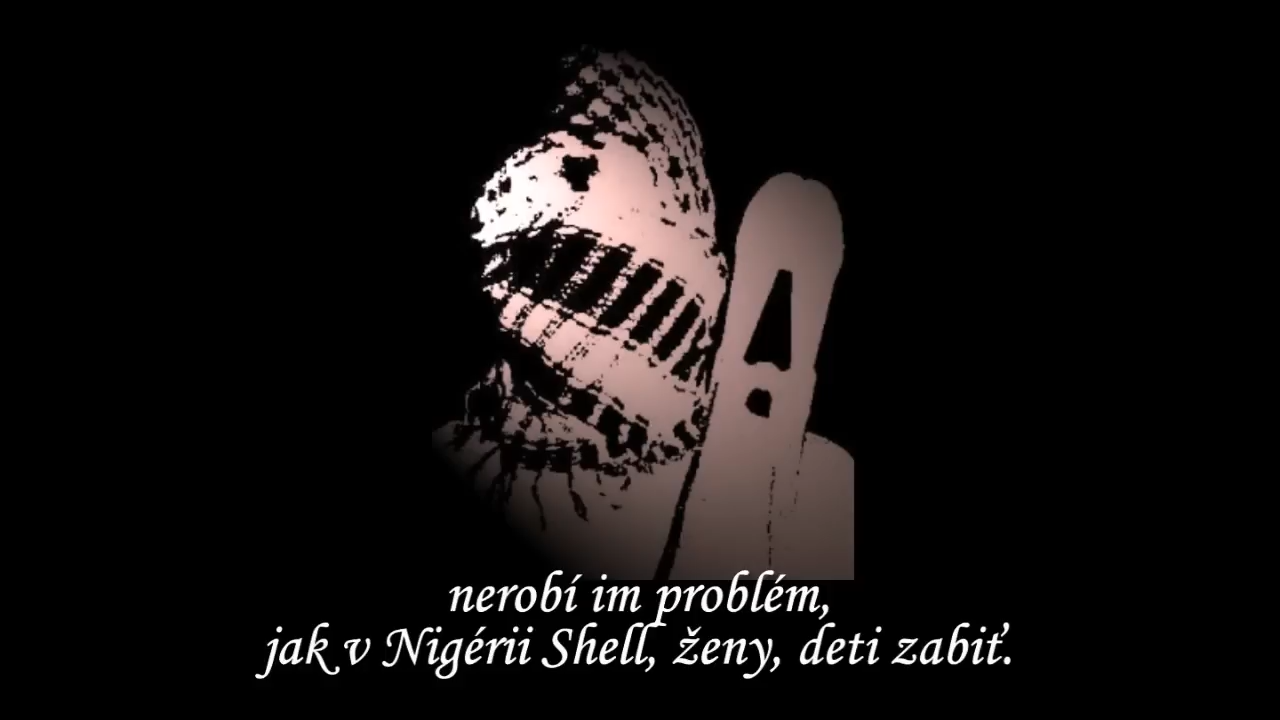 nerobí im problém,
jak v Nigérii Shell, ženy, deti zabiť.